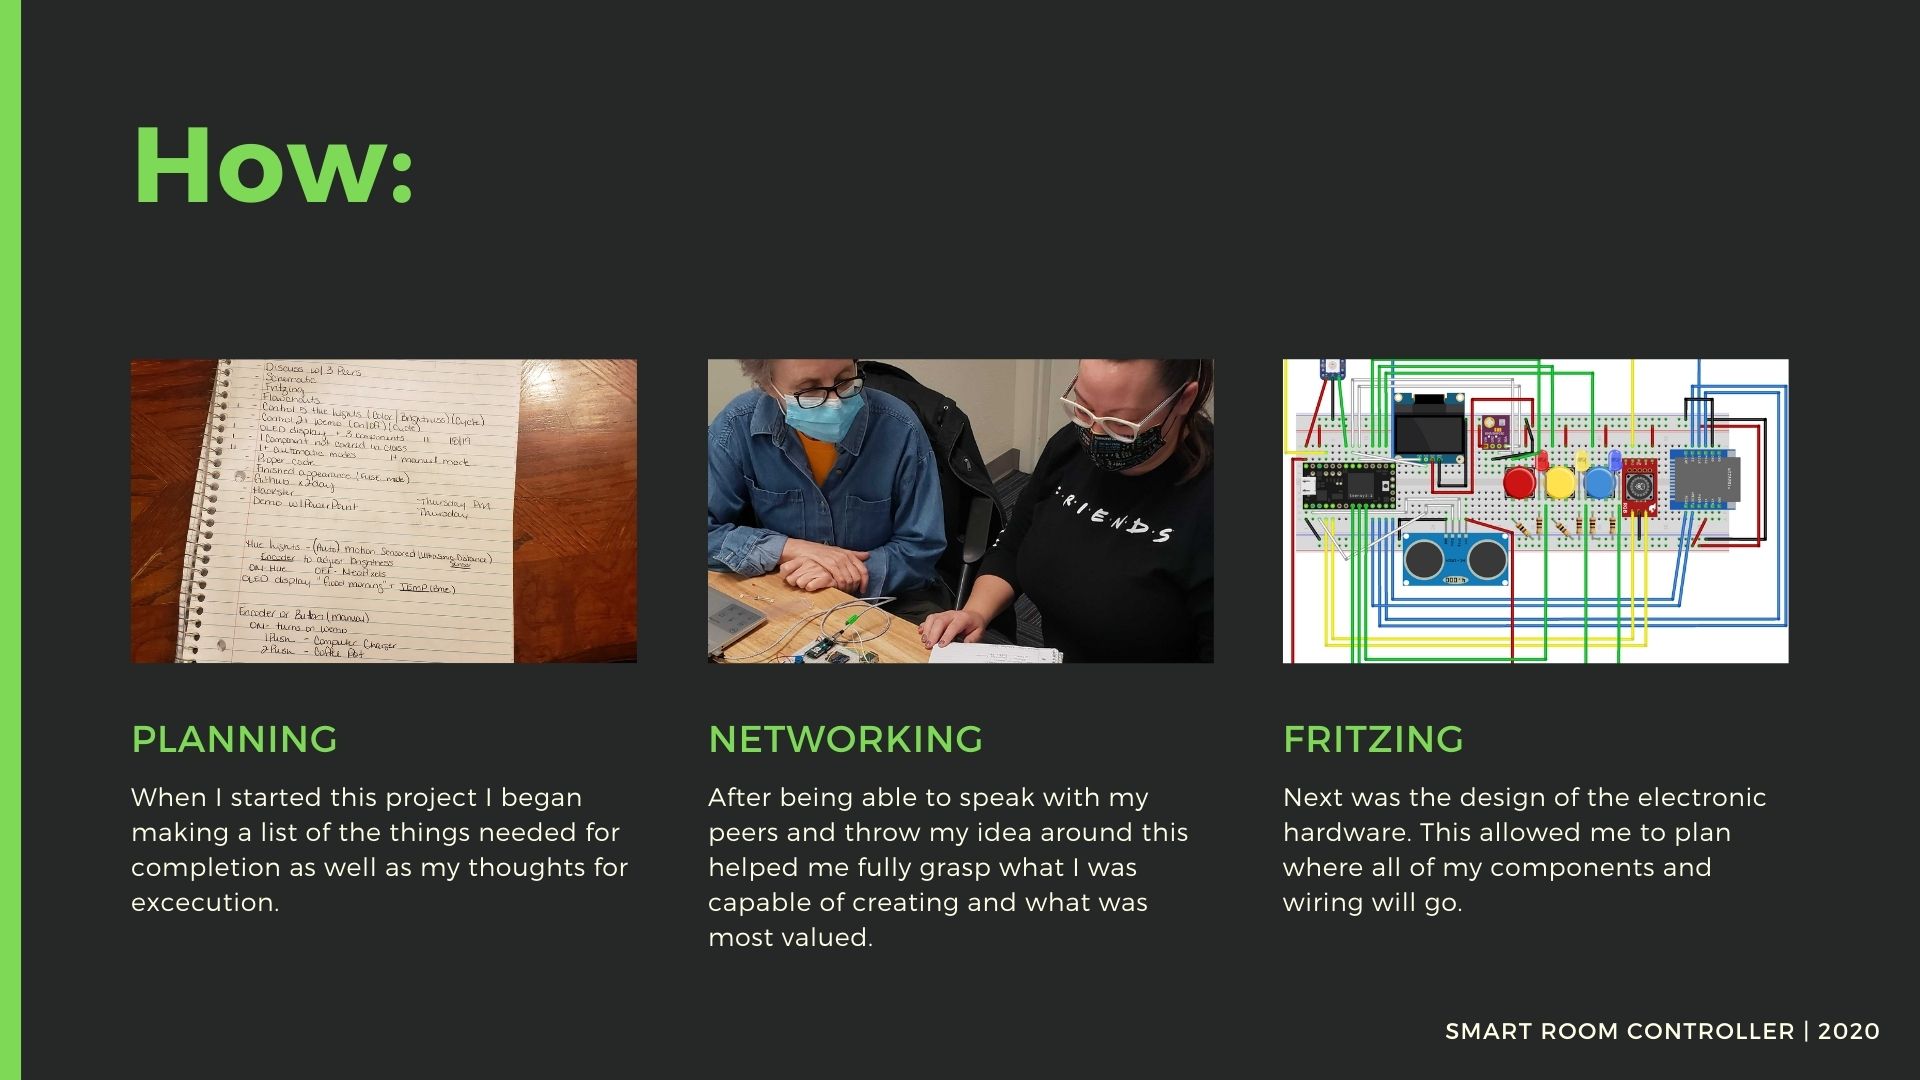 How:
Discuss w/ 3 Peers
- Schematic
- Fritzing
- Flowcharts
- Control 5 Hue Lights (Color/Brightness)(Cycle)
- Control 2+ Wemo (on/off)(Cycle)
- OLED display + 3 components
- 1 Component not covered in class
- 1+ automatic modes 1+ manual mode
- Proper code
- Finished appearance
- Github x2day
- Hackster
- Demo w/PowerPoint
- Thursday PM
- Thursday
Hue Lights - (Auto) Motion Sensored (Ultrasonic Distance)
Sensor
Encoder to adjust Brightness
ON- Hue OFF- NeoPixels
OLED display "Good morning" + Temp (Bme)
Encoder or Button (manual)
ON- turns on wemo
1 Push - Computer Charger
2 Push - Coffee Pot
F·R·I·E·N·D·S
PLANNING
When I started this project I began
making a list of the things needed for
completion as well as my thoughts for
excecution.
NETWORKING
After being able to speak with my
peers and throw my idea around this
helped me fully grasp what I was
capable of creating and what was
most valued.
FRITZING
Next was the design of the electronic
hardware. This allowed me to plan
where all of my components and
wiring will go.
SMART ROOM CONTROLLER | 2020